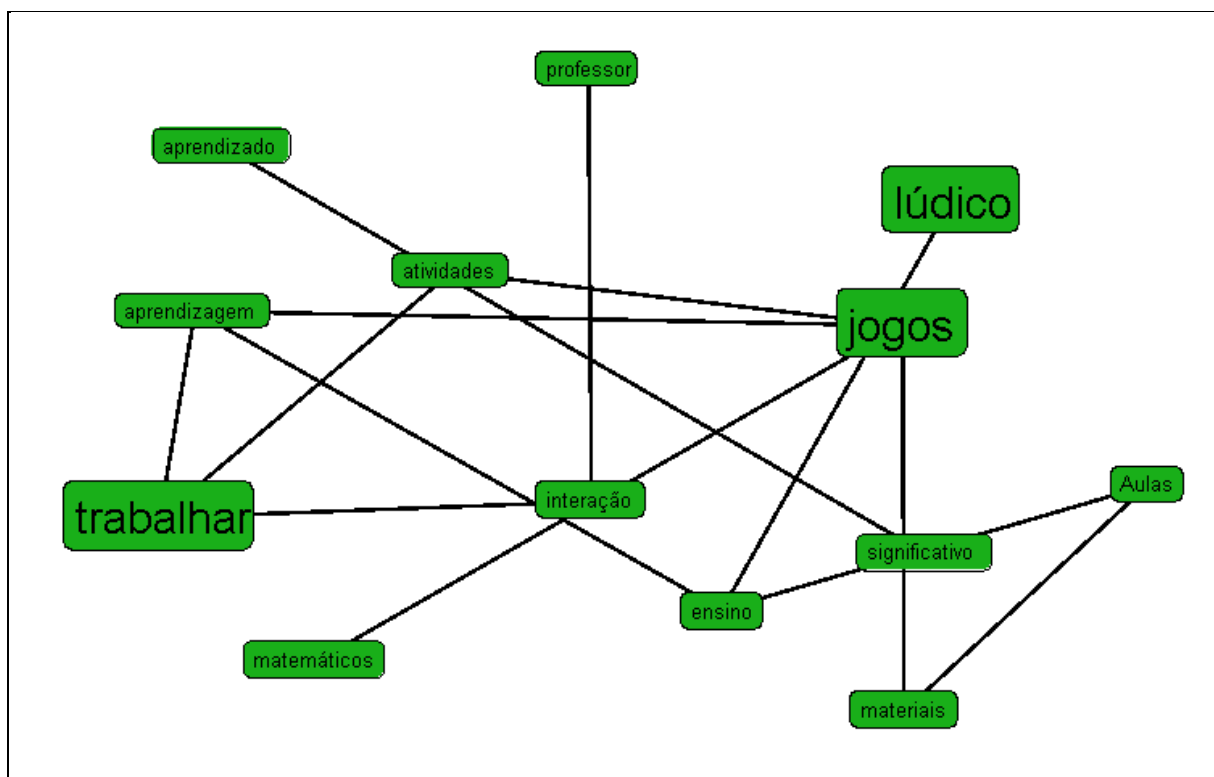 professor
aprendizado
lúdico
atividades
aprendizagem
jogos
trabalhar
interação
Aulas
significativo
ensino
matemáticos
materiais